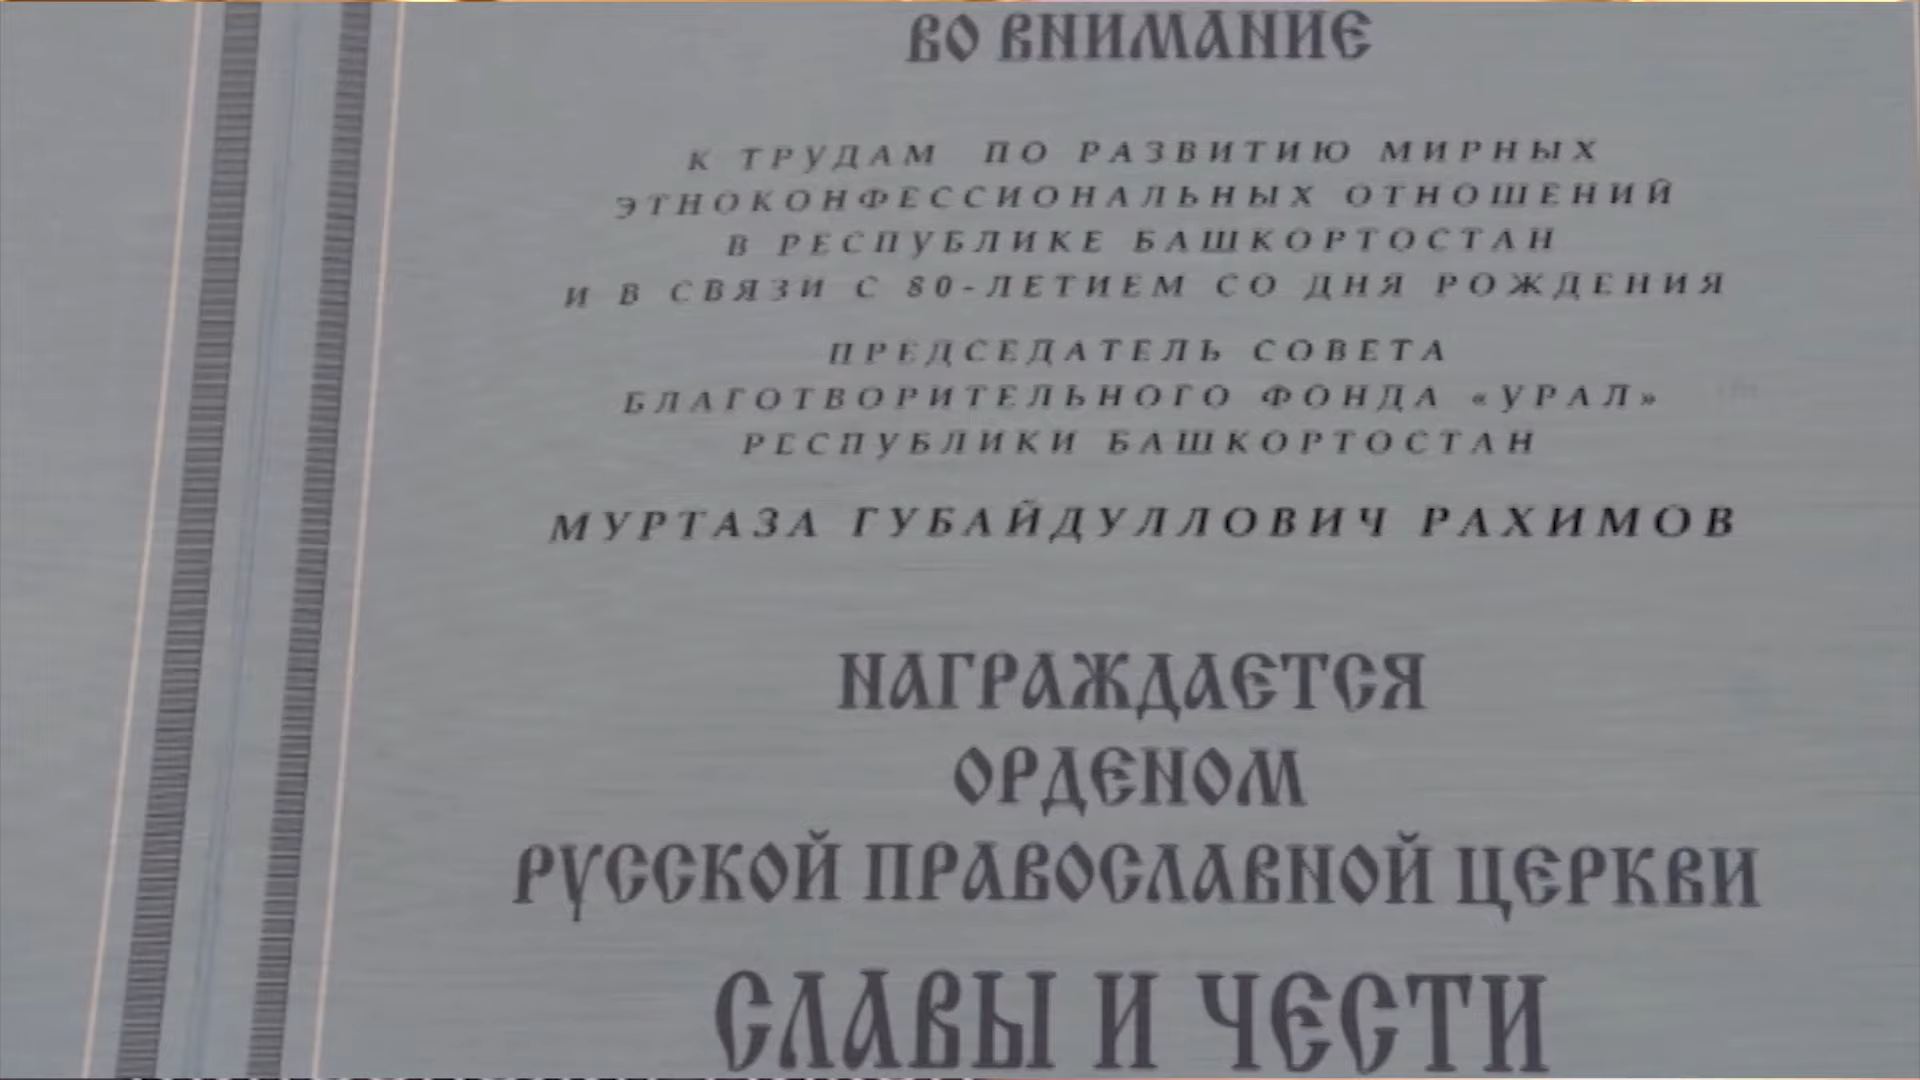 ВО ВНИМАНИЕ
К ТРУДАМ ПО РАЗВИТИЮ МИРНЫХ
ЭТНОКОНФЕССИОНАЛЬНЫХ ОТНОШЕНИЙ
В РЕСПУБЛИКЕ БАШКОРТОСТАН
И В СВЯЗИ С 80-ЛЕТИЕМ СО ДНЯ РОЖДЕНИЯ
ПРЕДСЕДАТЕЛЬ СОВЕТА
БЛАГОТВОРИТЕЛЬНОГО ФОНДА «УРАЛ»
РЕСПУБЛИКИ БАШКОРТОСТАН
МУРТАЗА ГУБАЙДУЛЛОВИЧ РАХИМОВ
НАГРАЖДАЕТСЯ
ОРДЕНОМ
РУССКОЙ ПРАВОСЛАВНОЙ ЦЕРКВИ
СЛАВЫ И ЧЕСТИ